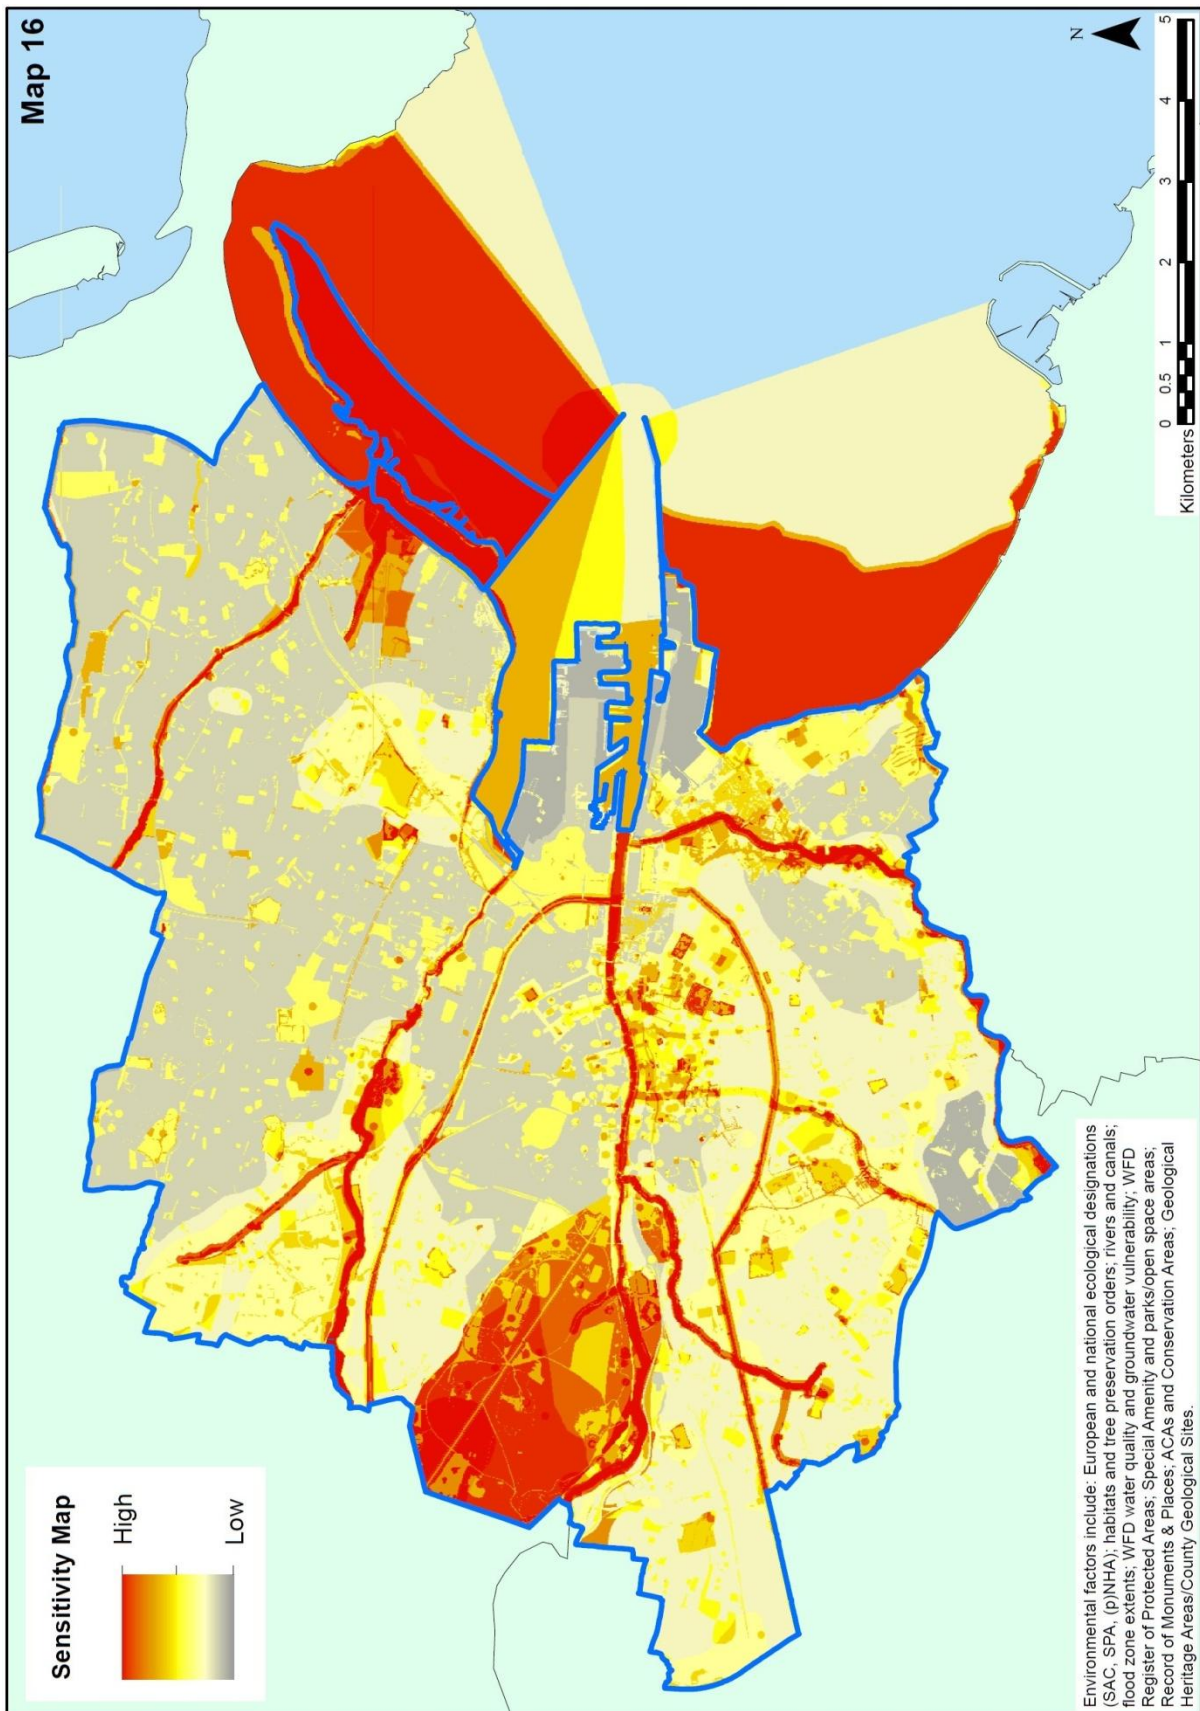 Map 16
Sensitivity Map
High
Low
N
0 0.5 1 2 3 4 5
Kilometers
Environmental factors include: European and national ecological designations
(SAC, SPA, (p)NHA); habitats and tree preservation orders; rivers and canals;
flood zone extents; WFD water quality and groundwater vulnerability; WFD
Register of Protected Areas; Special Amenity and parks/open space areas;
Record of Monuments & Places; ACAs and Conservation Areas; Geological
Heritage Areas/County Geological Sites.